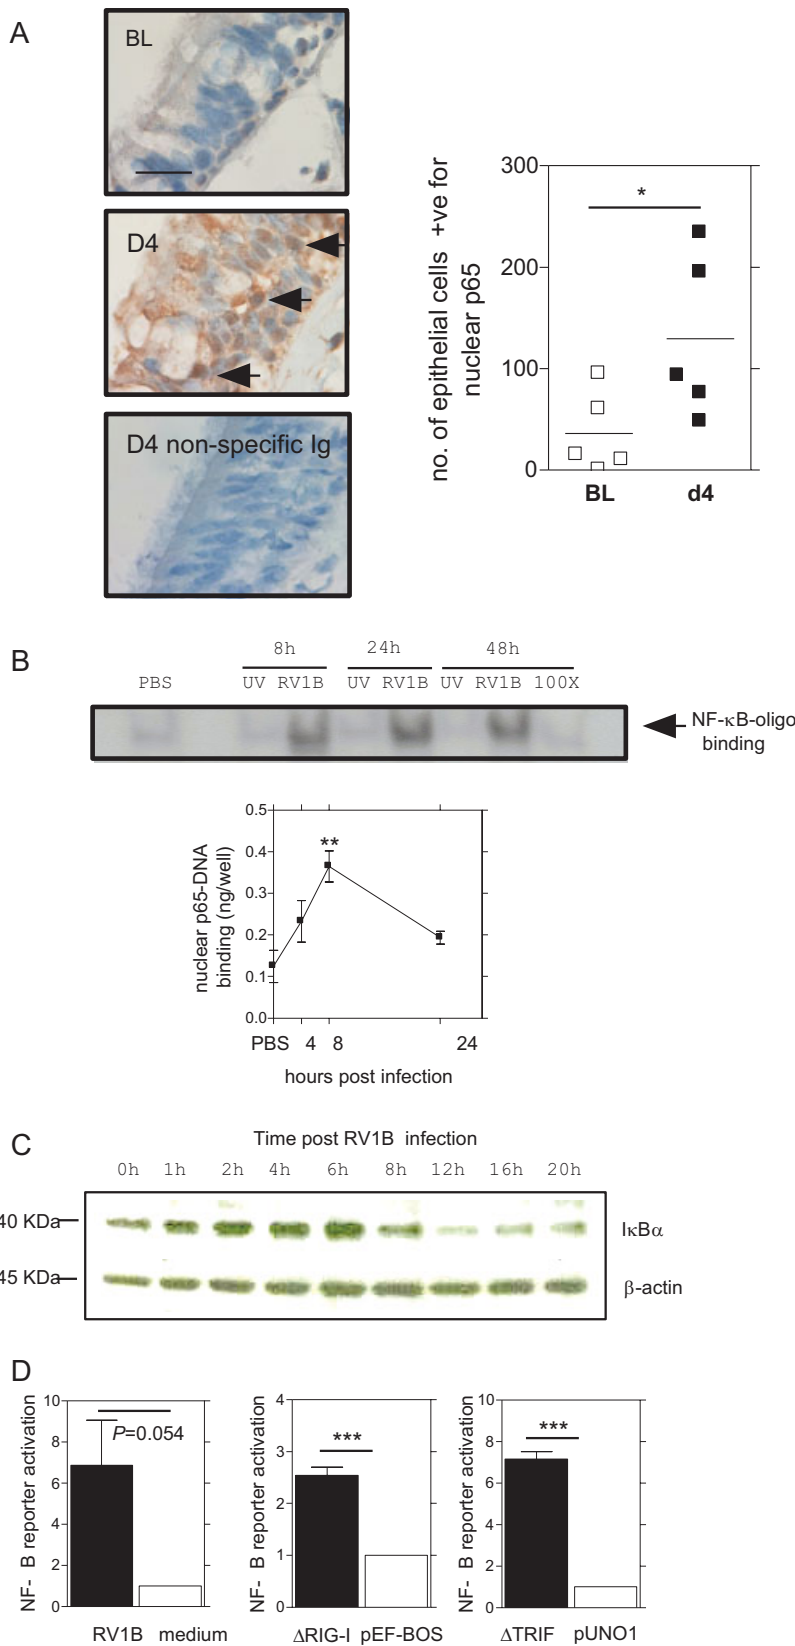 A
BL
D4
D4 non-specific Ig
no. of epithelial cells +ve for
nuclear p65
300
200
100
0
*
BL d4
B
8h 24h 48h
PBS UV RV1B UV RV1B UV RV1B 100X
NF-κB-oligo
binding
nuclear p65-DNA
binding (ng/well)
0.5
0.4
0.3
0.2
0.1
0.0
**
PBS 4 8 24
hours post infection
C
Time post RV1B infection
0h 1h 2h 4h 6h 8h 12h 16h 20h
40 KDa
IκBα
45 KDa
β-actin
D
NF- B reporter activation
10
8
6
4
2
0
P=0.054
RV1B medium
NF- B reporter activation
4
3
2
1
0
***
ΔRIG-I pEF-BOS
NF- B reporter activation
10
8
6
4
2
0
***
ΔTRIF pUNO1